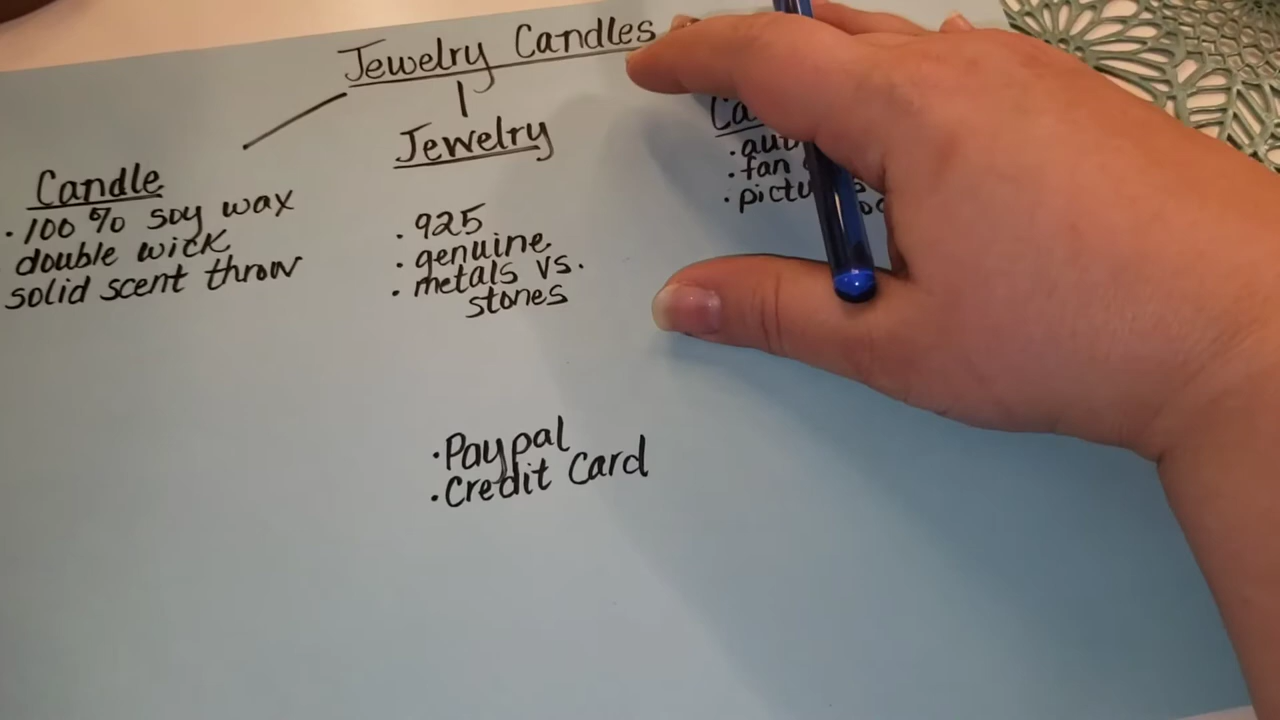 Jewelry Candles
Candle
. 100 % soy wax
double wick
solid scent throw
Jewelry
. 925
. genuine
. metals vs.
stones
. fan
. Paypal
. Credit Card